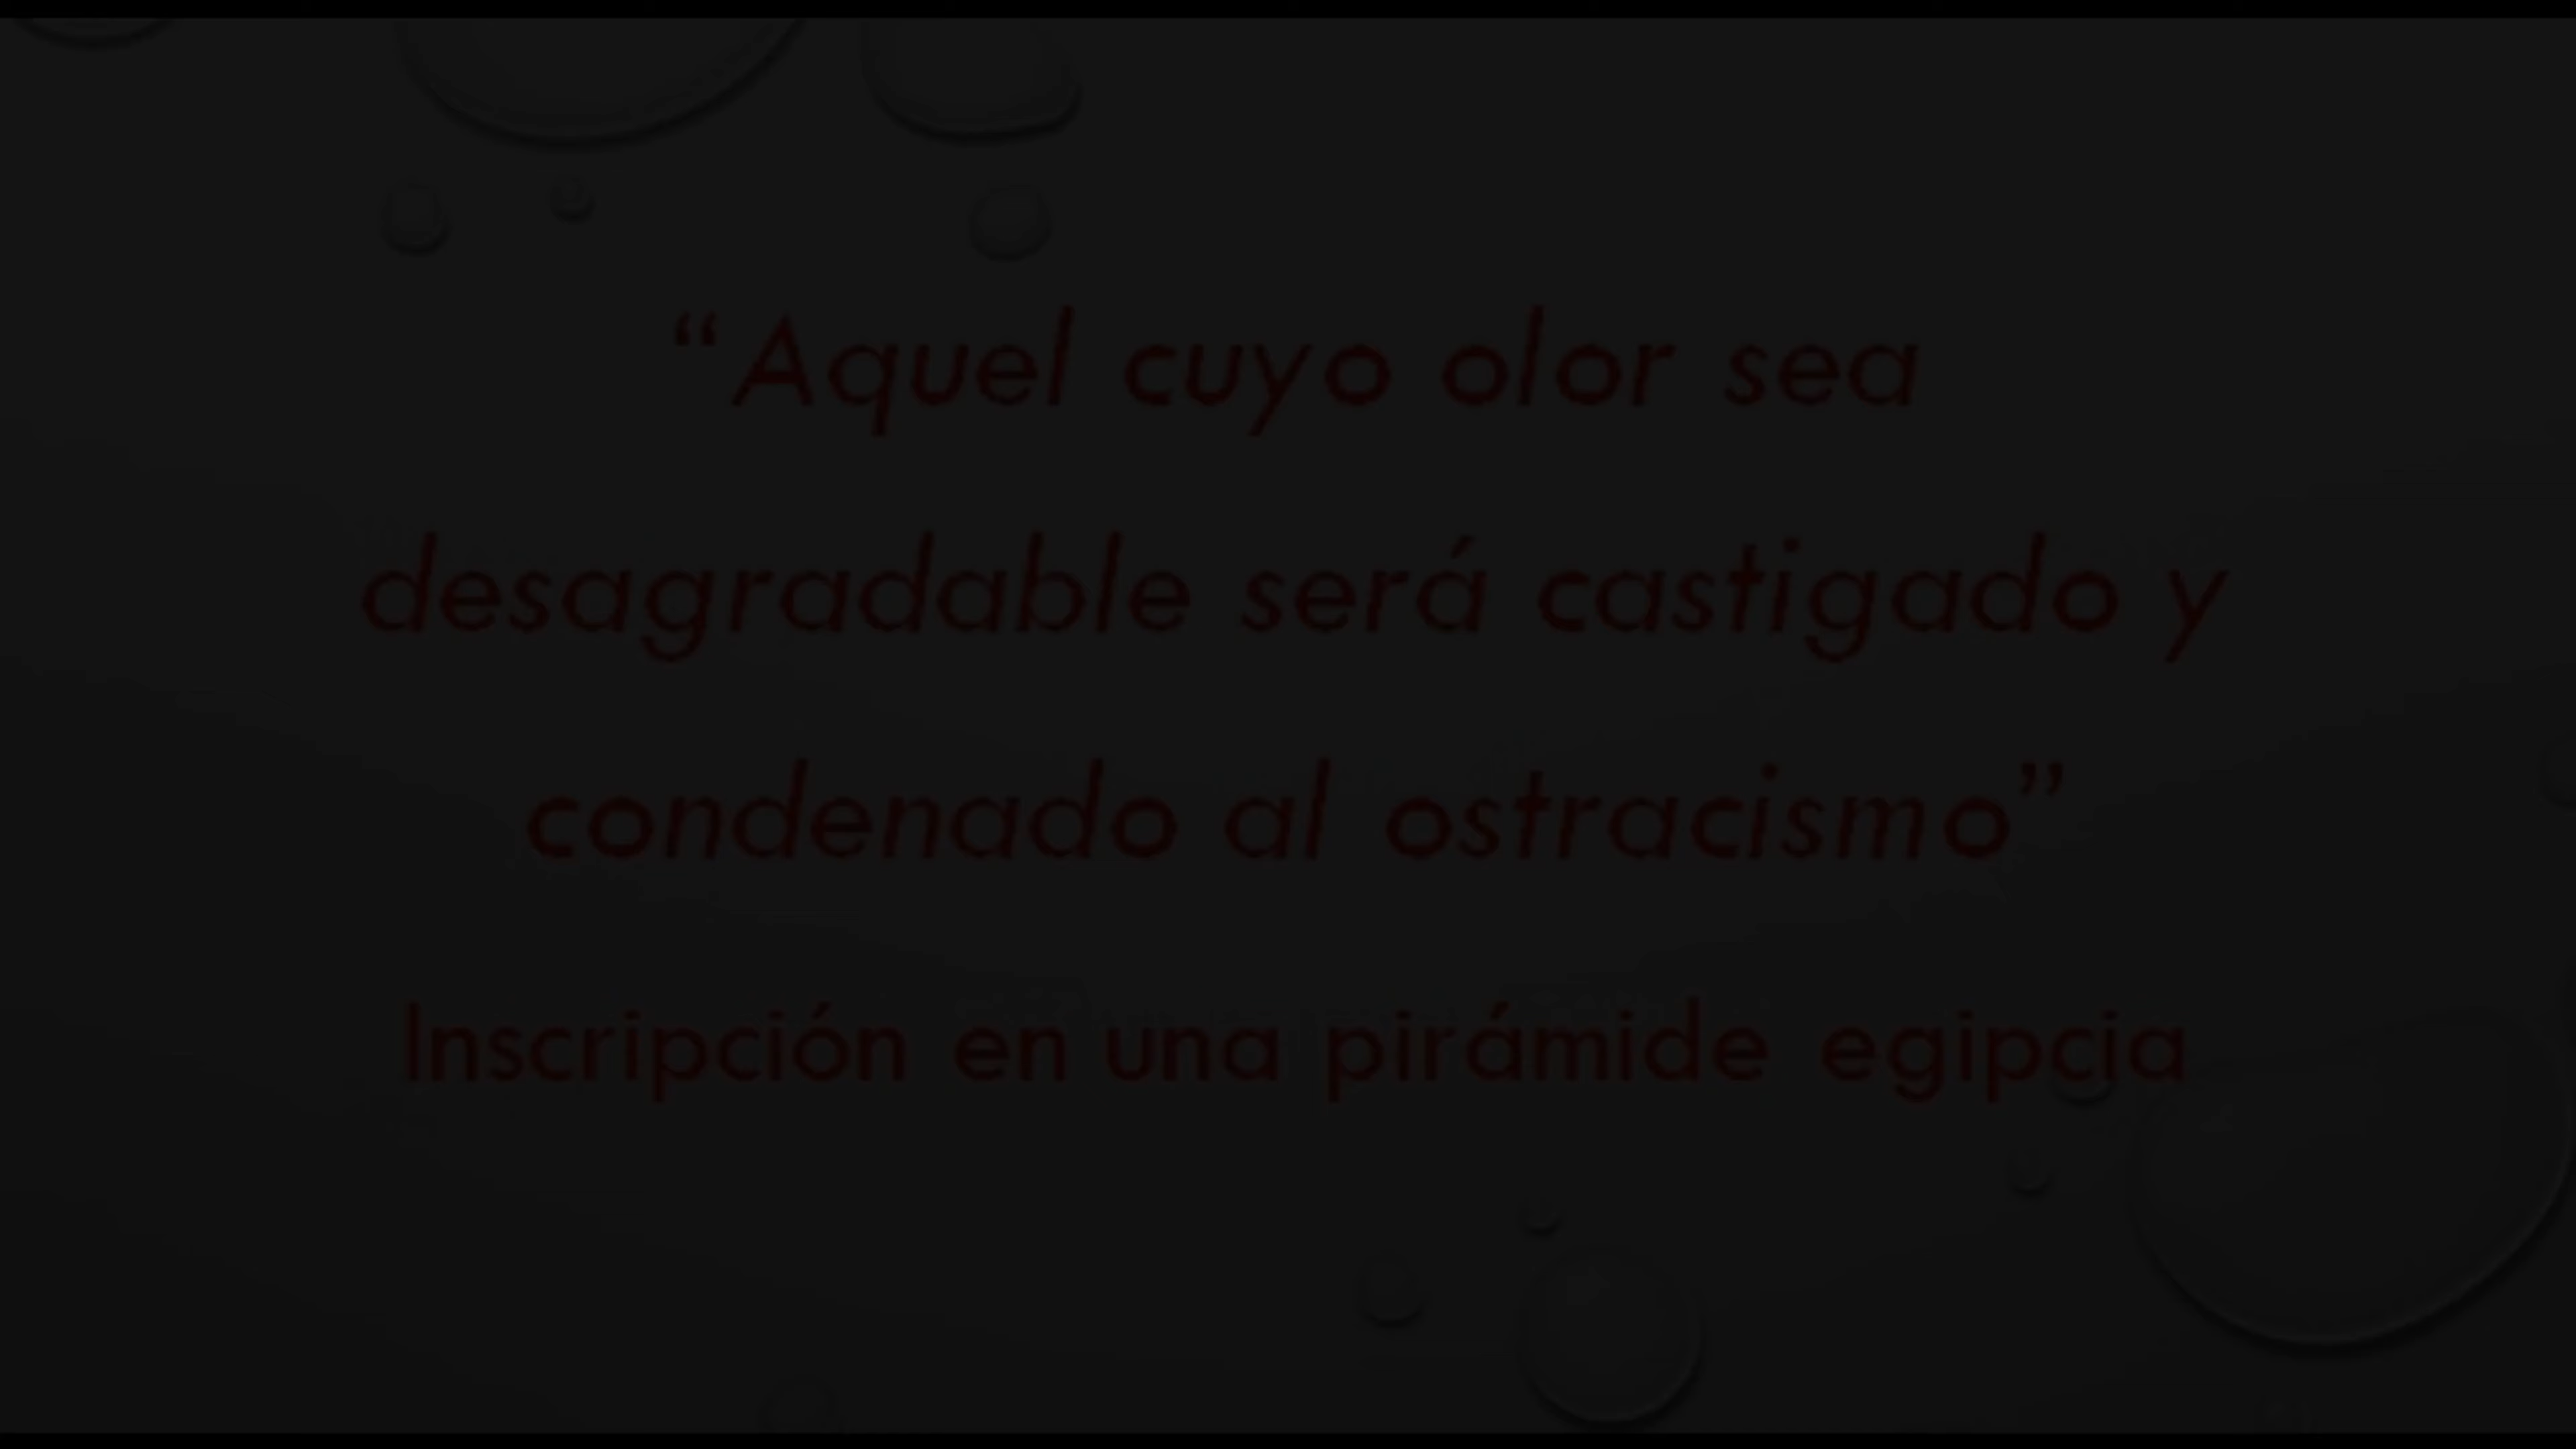 “Aquel cuyo olor sea
desagradable será castigado y
condenado al ostracismo”
Inscripción en una pirámide egipcia